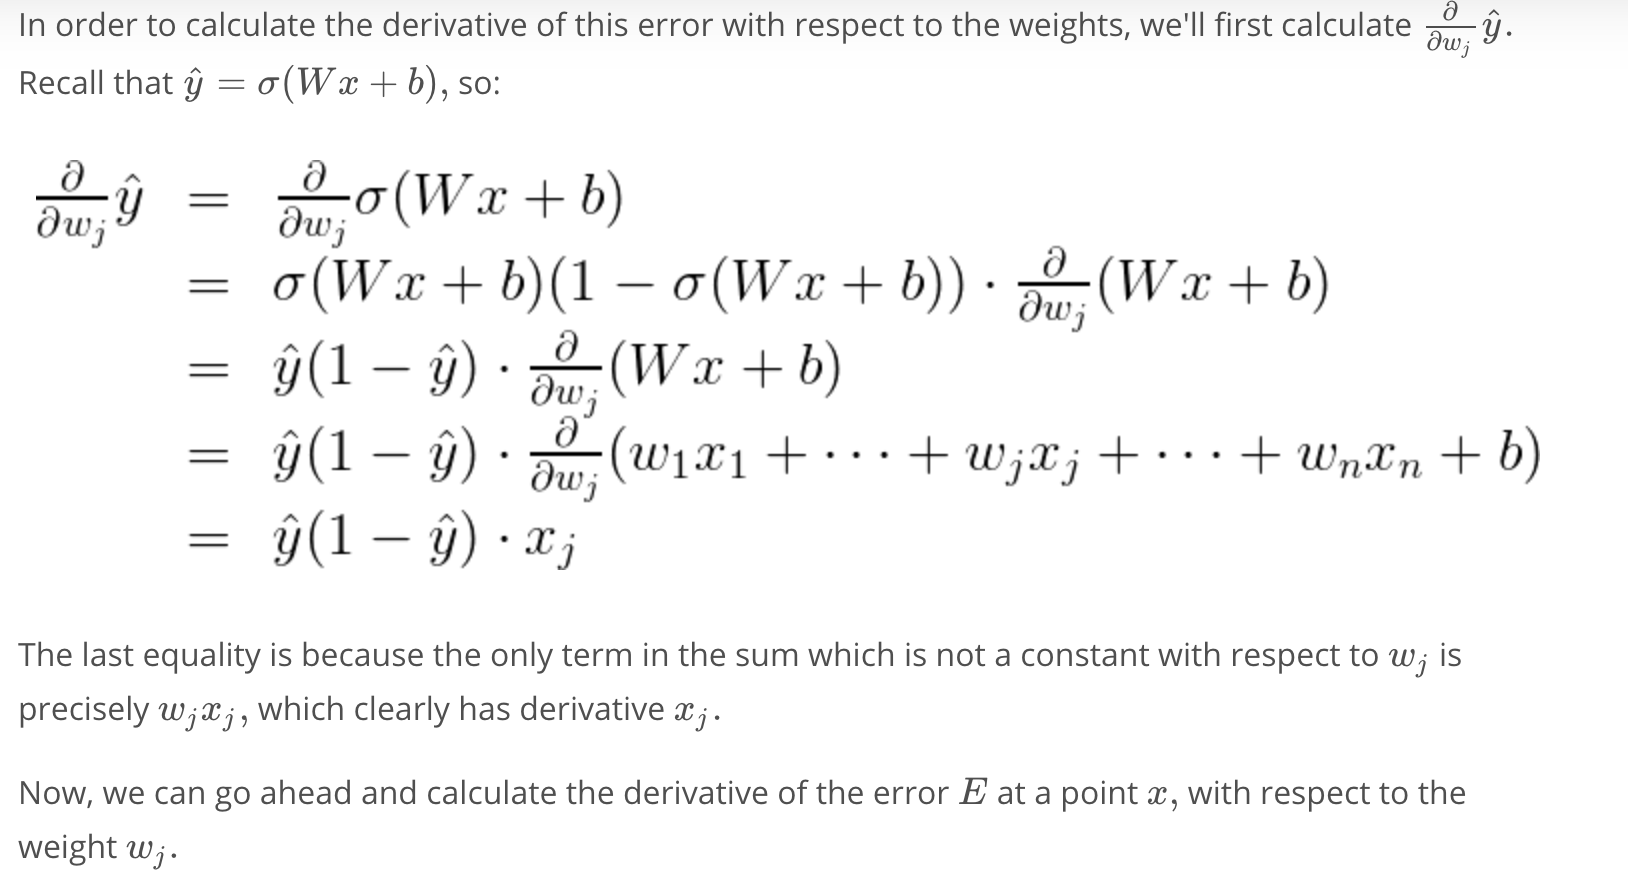 In order to calculate the derivative of this error with respect to the weights, we'll first calculate $\frac{\partial}{\partial w_j}\hat{y}$.
Recall that $\hat{y} = \sigma(Wx + b)$, so:
$\frac{\partial}{\partial w_j}\hat{y} = \frac{\partial}{\partial w_j}\sigma(Wx + b)$
$= \sigma(Wx + b)(1 - \sigma(Wx + b)) \cdot \frac{\partial}{\partial w_j}(Wx + b)$
$= \hat{y}(1 - \hat{y}) \cdot \frac{\partial}{\partial w_j}(Wx + b)$
$= \hat{y}(1 - \hat{y}) \cdot \frac{\partial}{\partial w_j}(w_1x_1 + \cdots + w_jx_j + \cdots + w_nx_n + b)$
$= \hat{y}(1 - \hat{y}) \cdot x_j$
The last equality is because the only term in the sum which is not a constant with respect to $w_j$ is
precisely $w_jx_j$, which clearly has derivative $x_j$.
Now, we can go ahead and calculate the derivative of the error $E$ at a point $x$, with respect to the
weight $w_j$.